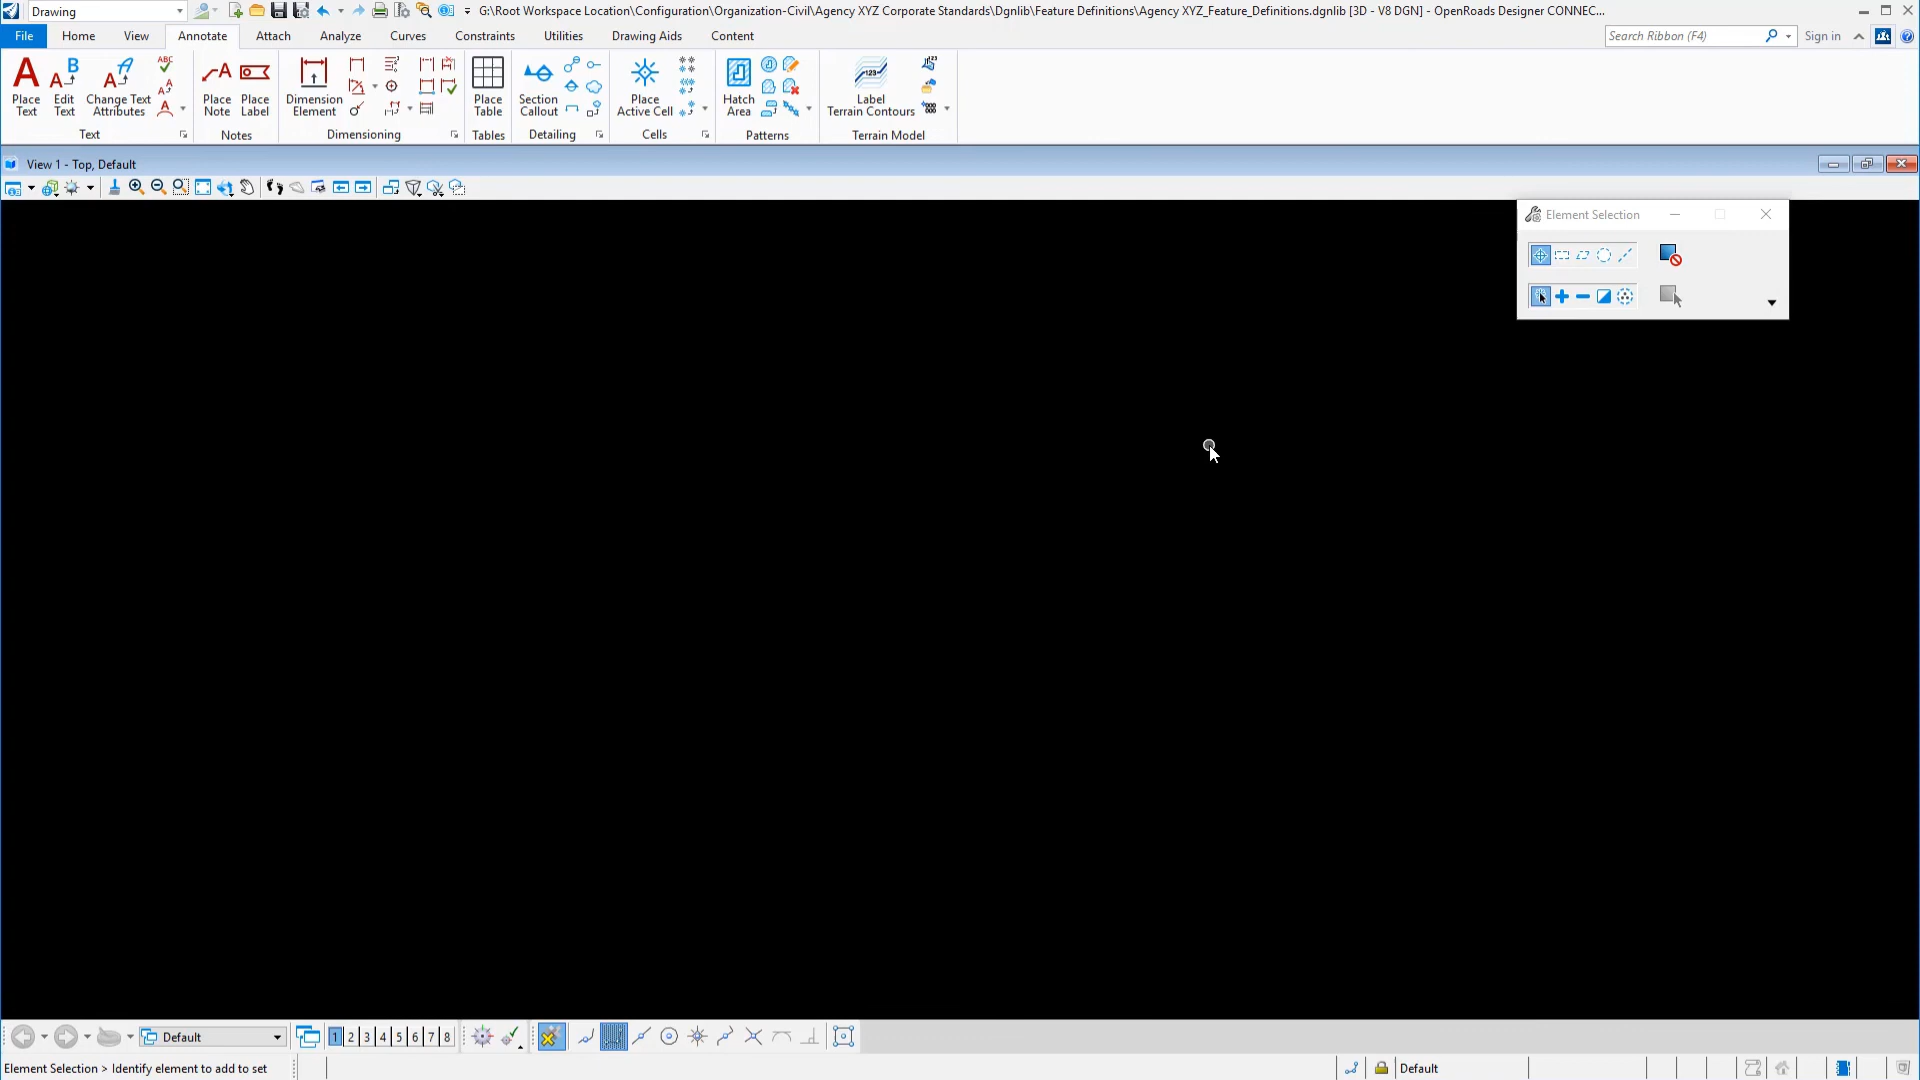 Drawing
G:\Root Workspace Location\Configuration\Organization-Civil\Agency XYZ Corporate Standards\Dgnlib\Feature Definitions\Agency XYZ_Feature_Definitions.dgnlib [3D - V8 DGN] - OpenRoads Designer CONNEC...
File Home View Annotate Attach Analyze Curves Constraints Utilities Drawing Aids Content
Search Ribbon (F4)
Sign in
Place Text
Edit Text
Change Text Attributes
Place Note
Place Label
Dimension Element
Place Table
Section Callout
Place Active Cell
Hatch Area
Label Terrain Contours
Text Notes Dimensioning Tables Detailing Cells Patterns Terrain Model
View 1 - Top, Default
Element Selection
Default
1 2 3 4 5 6 7 8
Element Selection > Identify element to add to set
Default